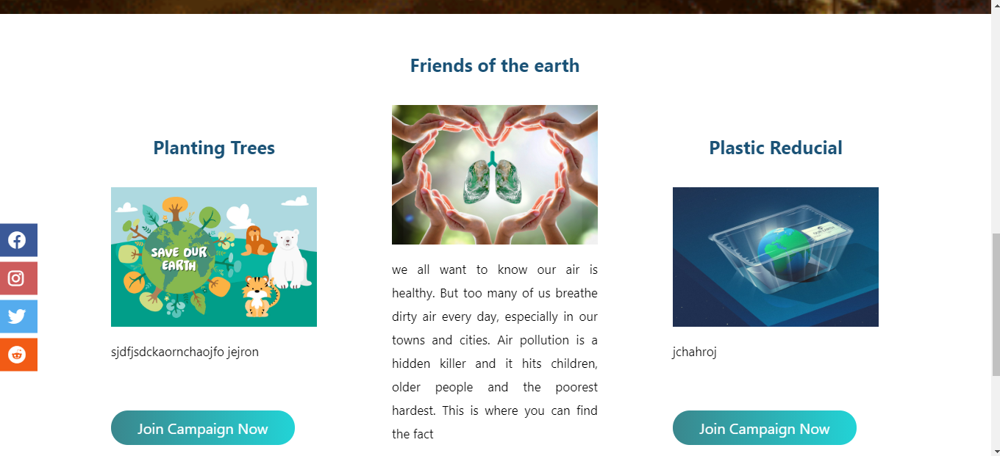 Friends of the earth
Planting Trees
Plastic Reducial
SAVE OUR
EARTH
OUR EARTH
we all want to know our air is
healthy. But too many of us breathe
dirty air every day, especially in our
towns and cities. Air pollution is a
hidden killer and it hits children,
older people and the poorest
hardest. This is where you can find
the fact
sjdfjsdckaornchaojfo jejron
jchahroj
Join Campaign Now
Join Campaign Now